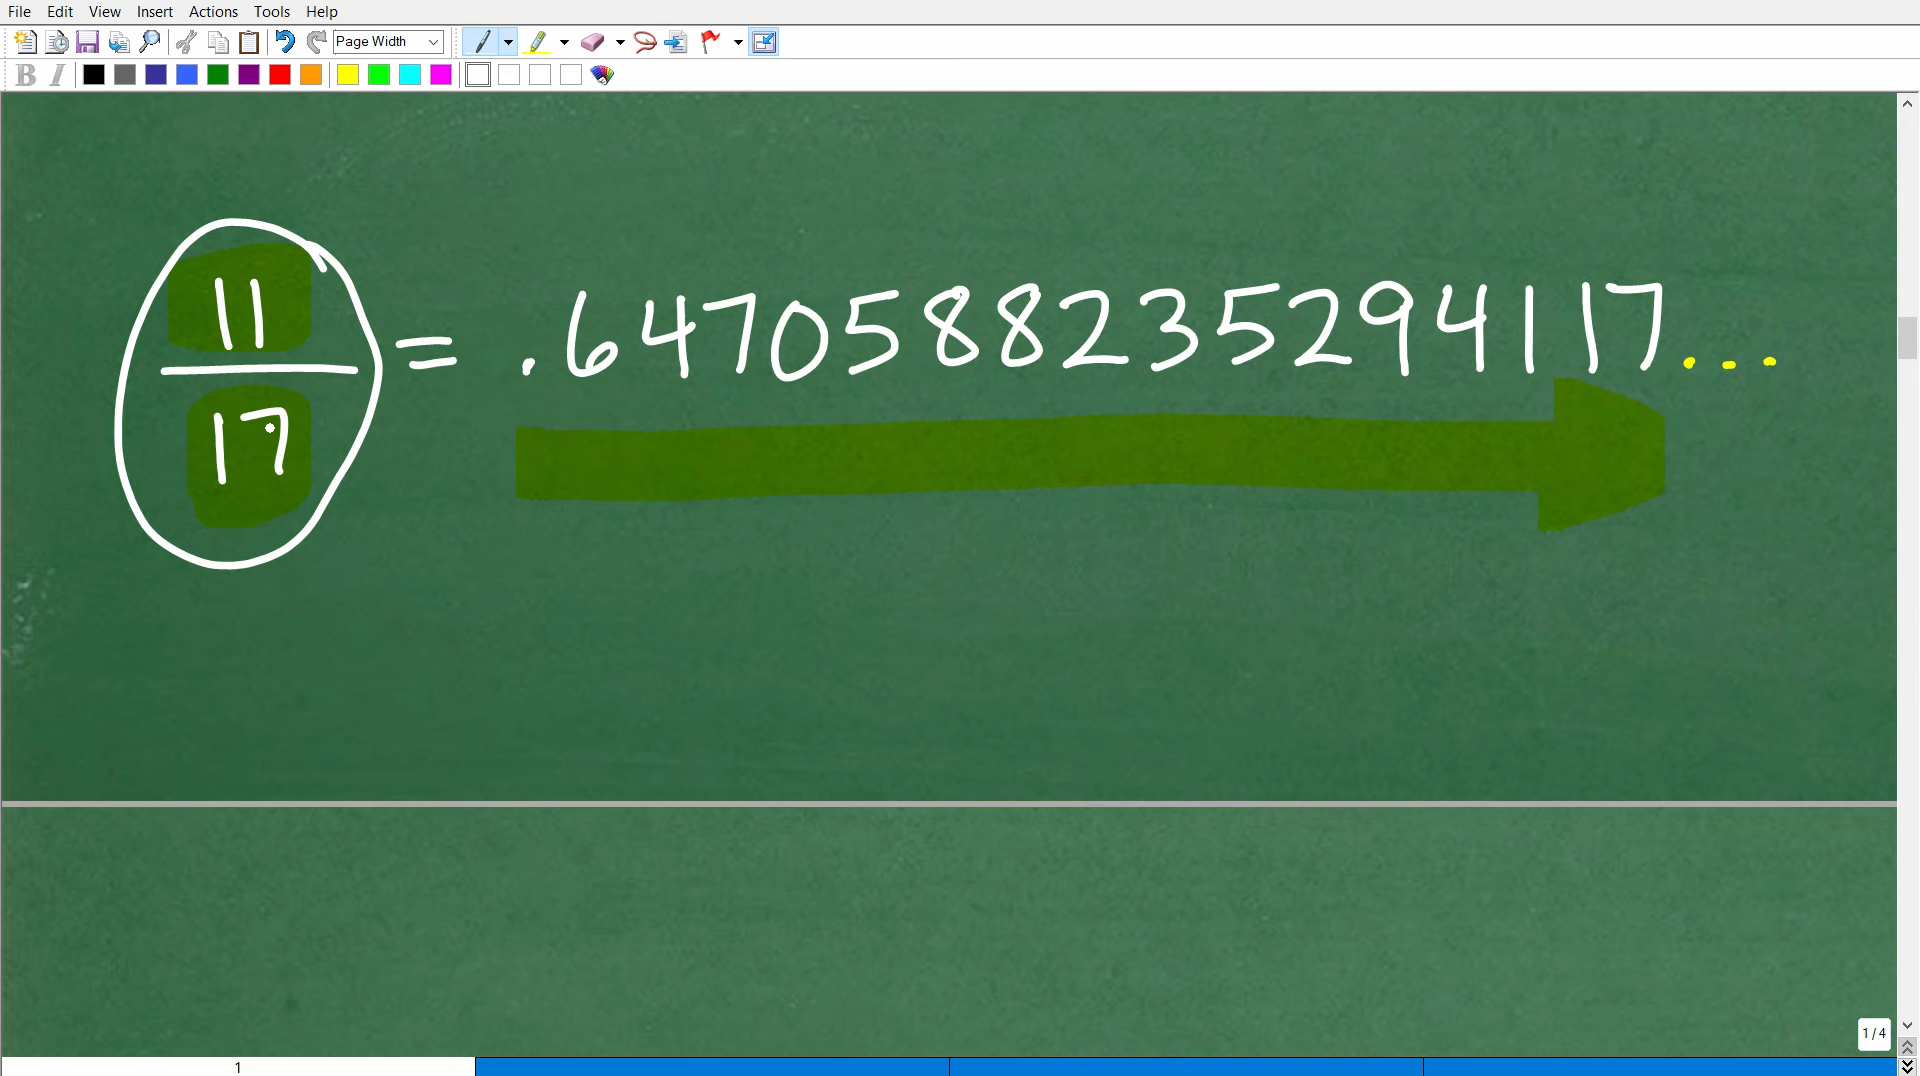 File Edit View Insert Actions Tools Help
Page Width
B I
11
17
= .6470588235294117...
1 / 4
1